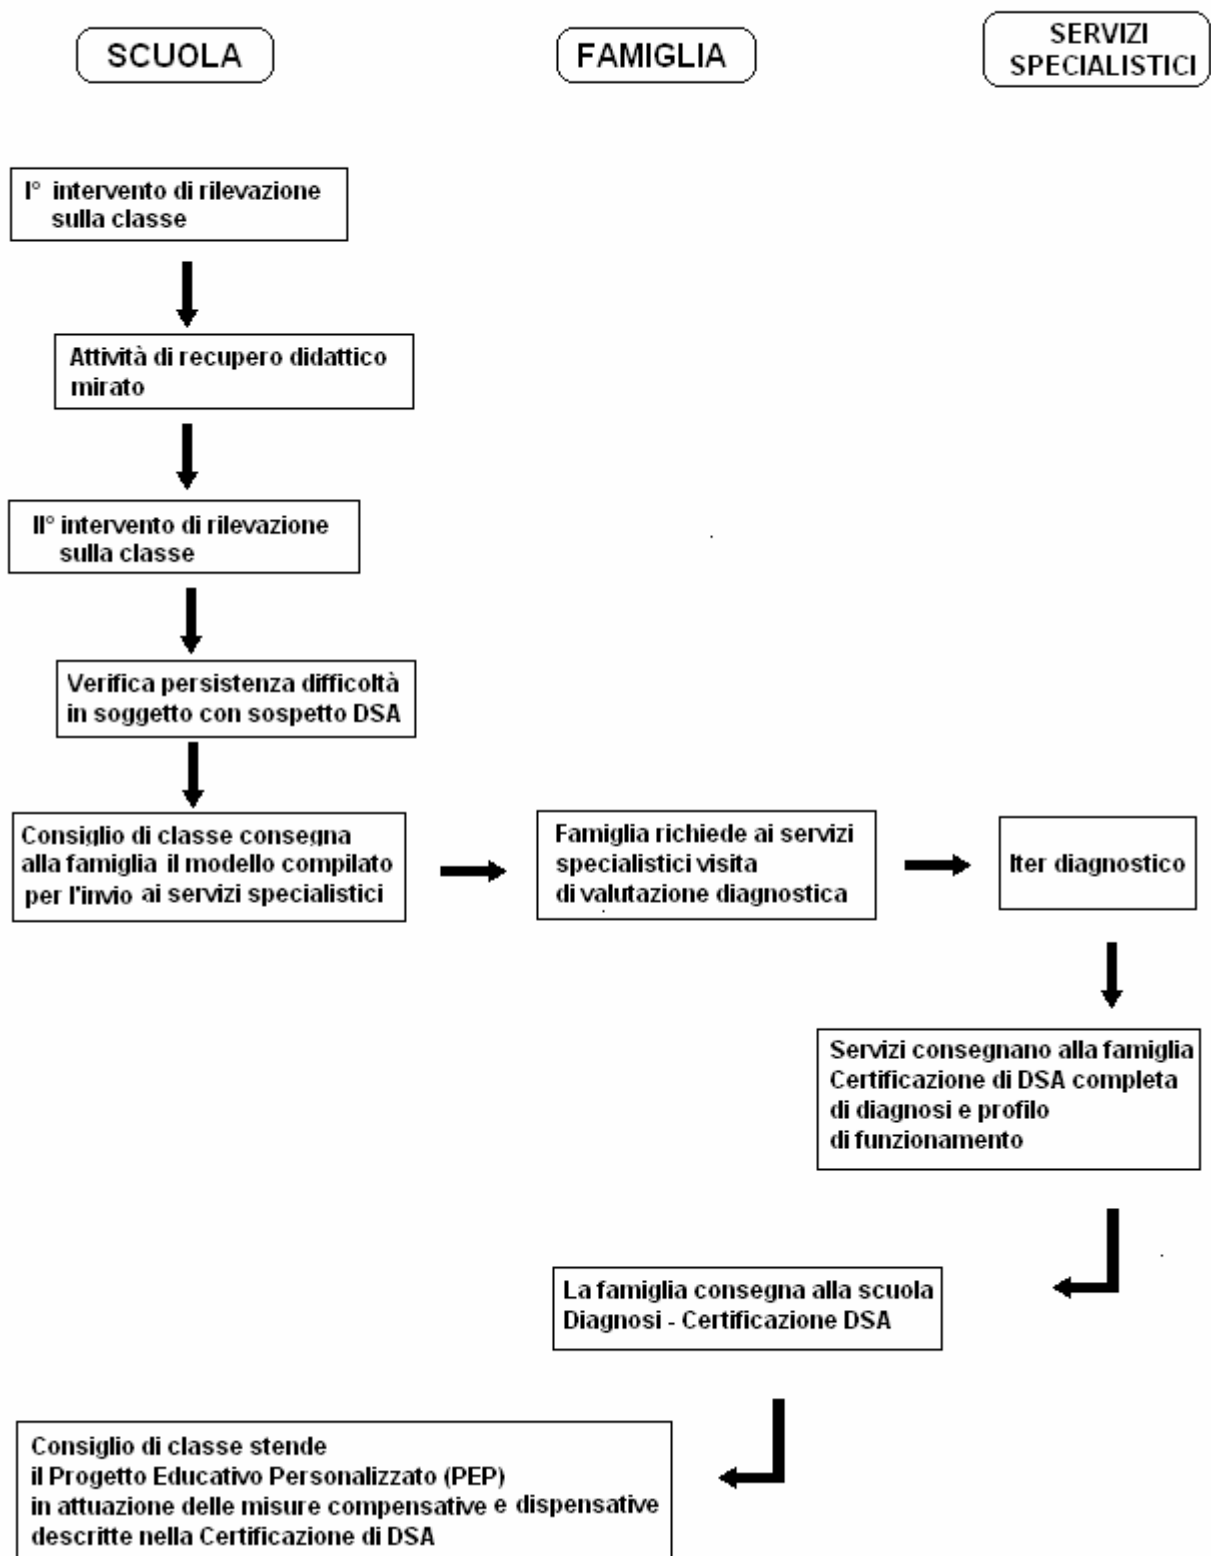 SCUOLA
FAMIGLIA
SERVIZI
SPECIALISTICI
I° intervento di rilevazione
sulla classe
Attività di recupero didattico
mirato
II° intervento di rilevazione
sulla classe
Verifica persistenza difficoltà
in soggetto con sospetto DSA
Consiglio di classe consegna
alla famiglia il modello compilato
per l'invio ai servizi specialistici
Famiglia richiede ai servizi
specialistici visita
di valutazione diagnostica
Iter diagnostico
Servizi consegnano alla famiglia
Certificazione di DSA completa
di diagnosi e profilo
di funzionamento
La famiglia consegna alla scuola
Diagnosi - Certificazione DSA
Consiglio di classe stende
il Progetto Educativo Personalizzato (PEP)
in attuazione delle misure compensative e dispensative
descritte nella Certificazione di DSA